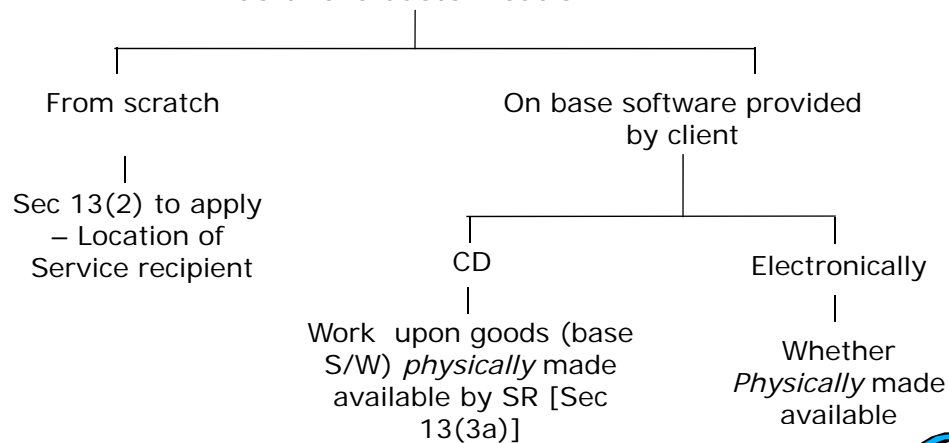 From scratch
On base software provided
by client
Sec 13(2) to apply
– Location of
Service recipient
CD
Electronically
Work upon goods (base
S/W) physically made
available by SR [Sec
13(3a)]
Whether
Physically made
available